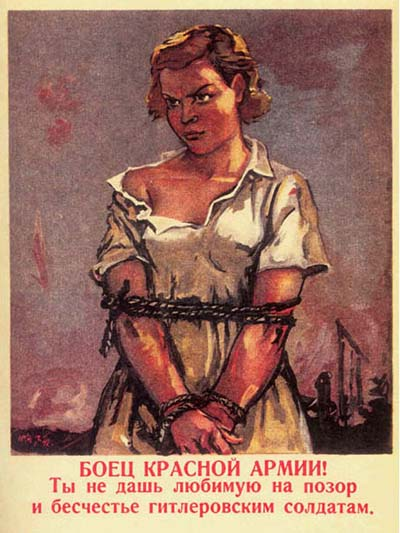 БОЕЦ КРАСНОЙ АРМИИ!
Ты не дашь любимую на позор
и бесчестье гитлеровским солдатам.